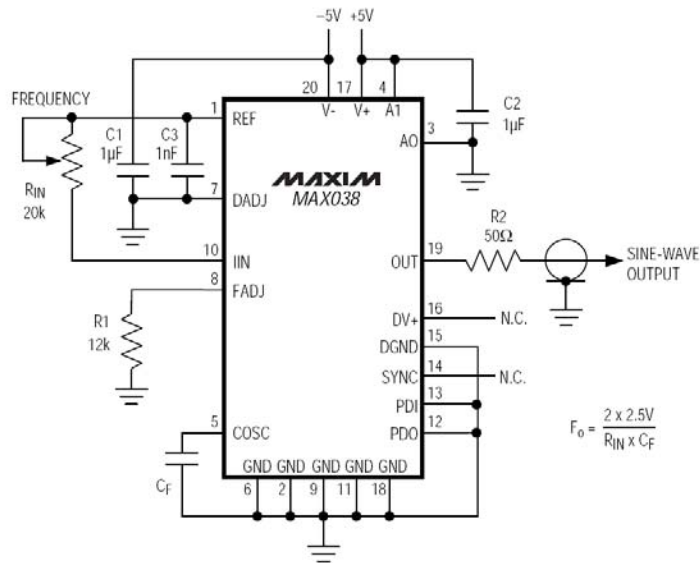 −5V +5V
20 17 4
V- V+ A1
FREQUENCY
1 REF
C1
1µF
C3
1nF
C2
1µF
3 AO
RIN
20k
MAXIM
MAX038
7 DADJ
10 IIN
8 FADJ
R1
12k
R2
50Ω
19 OUT
SINE-WAVE
OUTPUT
16 DV+ N.C.
15 DGND
14 SYNC N.C.
13 PDI
12 PDO
5 COSC
CF
GND GND GND GND GND
6 2 9 11 18
Fo = 2 x 2.5V
RIN x CF